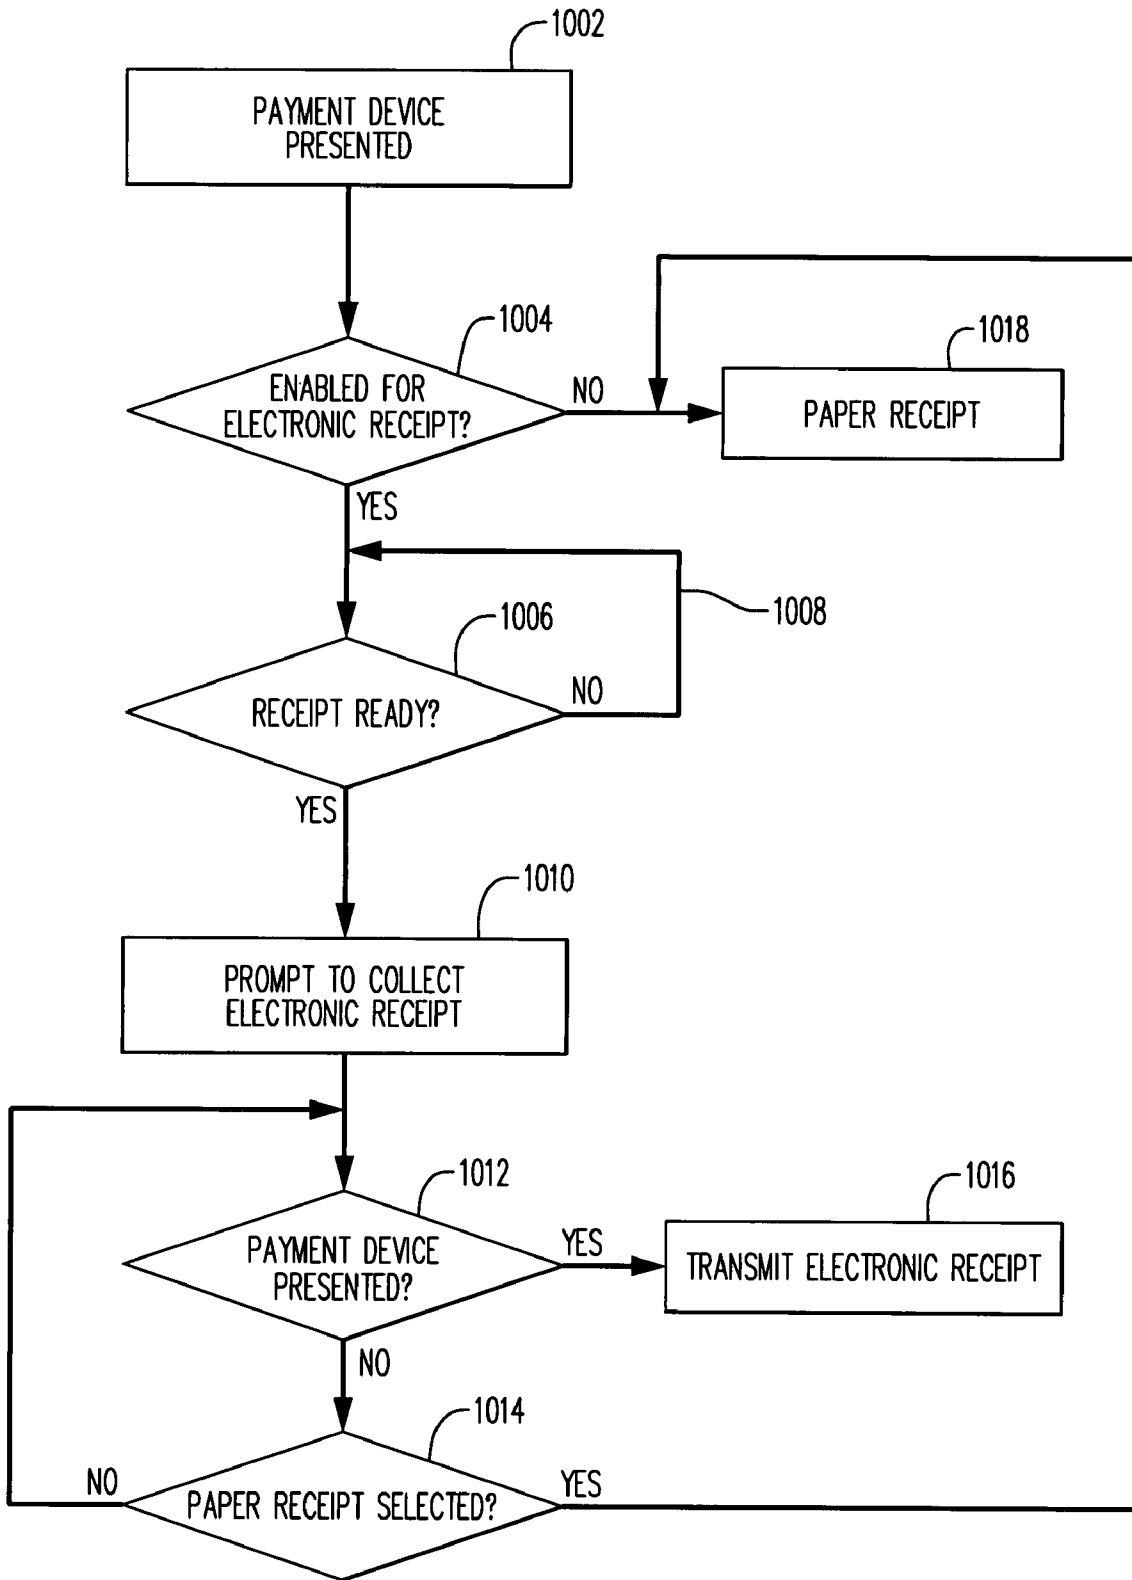 1002
PAYMENT DEVICE
PRESENTED
1004
ENABLED FOR
ELECTRONIC RECEIPT?
NO
1018
PAPER RECEIPT
YES
1008
1006
RECEIPT READY?
NO
YES
1010
PROMPT TO COLLECT
ELECTRONIC RECEIPT
1012
PAYMENT DEVICE
PRESENTED?
YES
1016
TRANSMIT ELECTRONIC RECEIPT
NO
1014
NO
PAPER RECEIPT SELECTED?
YES